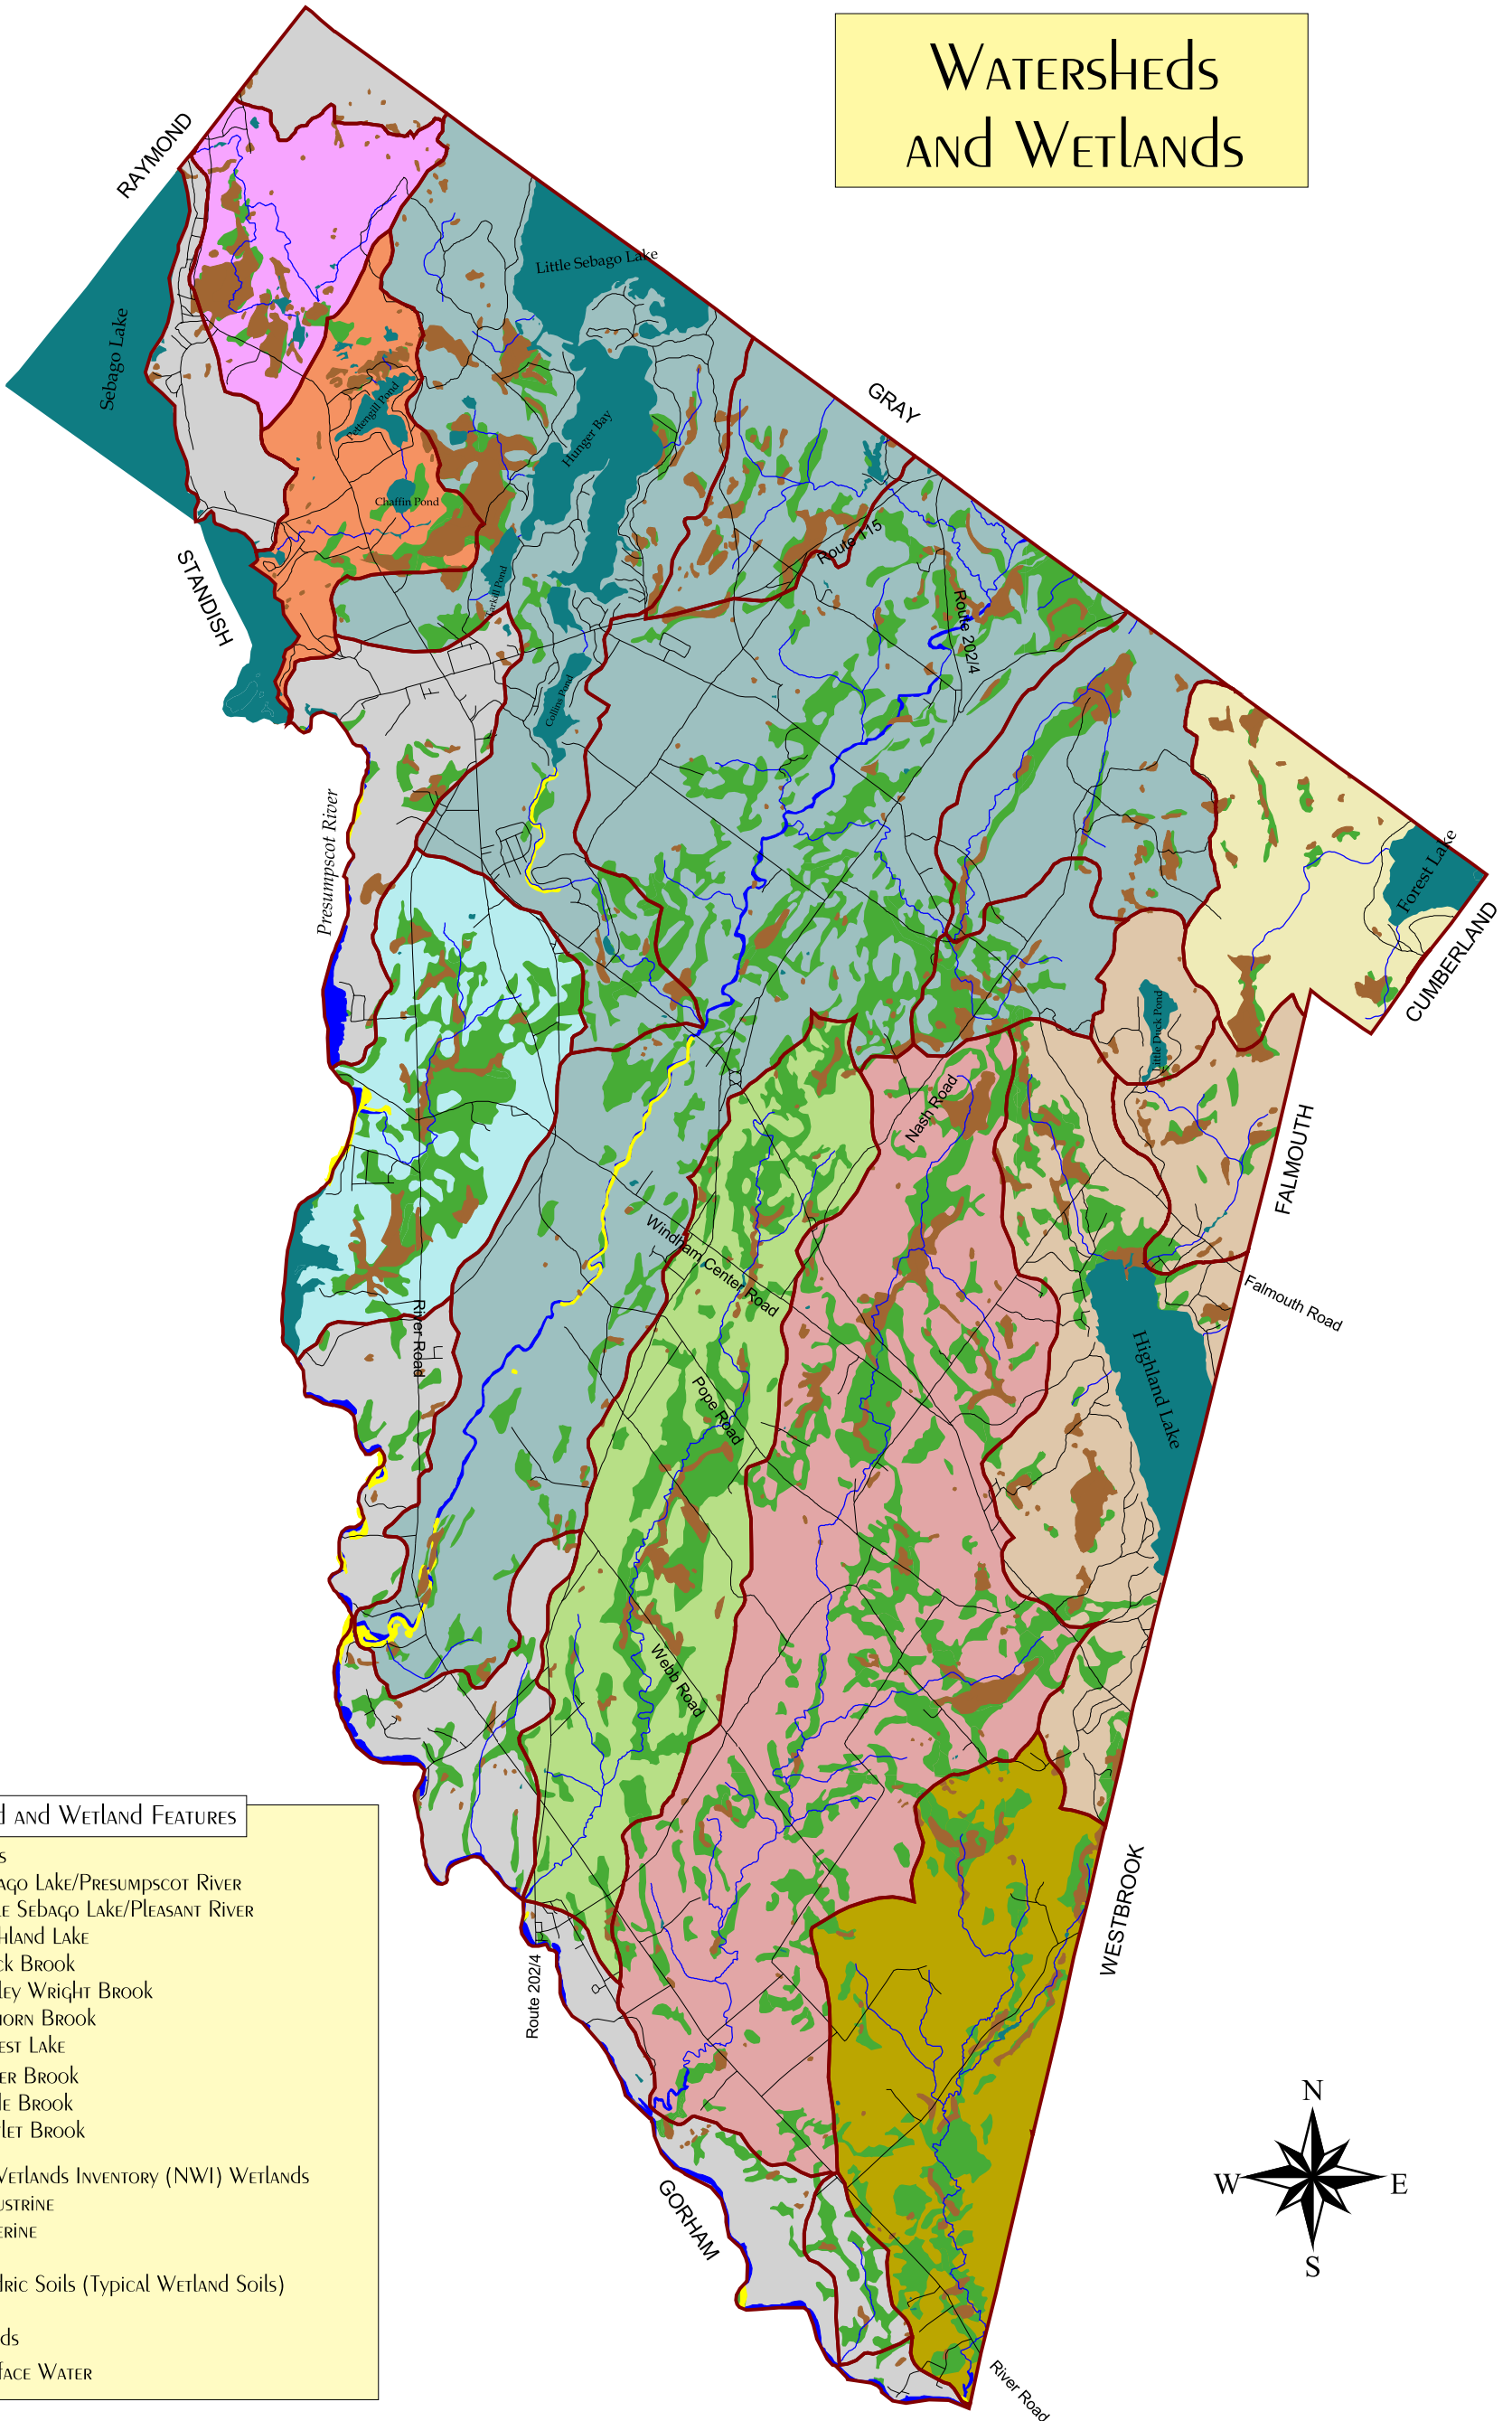 Watersheds
and Wetlands
RAYMOND
Little Sebago Lake
Sebago Lake
GRAY
Pettengill Pond
Hunger Bay
Chaffin Pond
Route 115
STANDISH
Pond
Route 202/4
Collins Pond
Presumpscot River
Forest Lake
CUMBERLAND
Little Duck Pond
Nash Road
FALMOUTH
Windham Center Road
Falmouth Road
River Road
Highland Lake
Pope Road
Webb Road
WESTBROOK
Route 202/4
GORHAM
River Road
N
W
E
S
d and Wetland Features
s
ago Lake/Presumpscot River
le Sebago Lake/Pleasant River
hland Lake
ck Brook
ley Wright Brook
horn Brook
est Lake
er Brook
de Brook
let Brook
Wetlands Inventory (NWI) Wetlands
ustrine
erine
dric Soils (Typical Wetland Soils)
ds
face Water